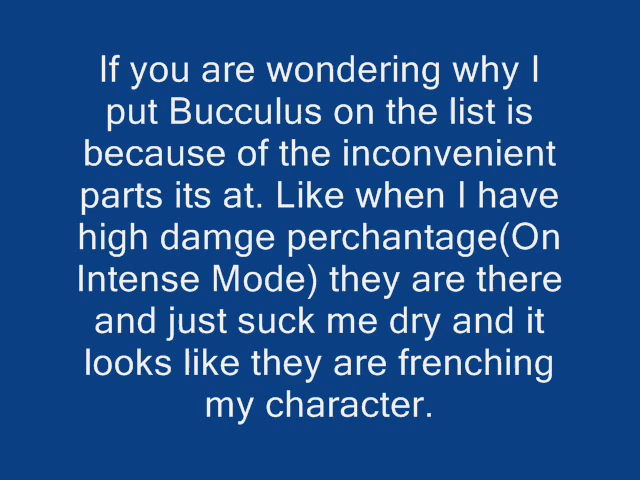 If you are wondering why I
put Bucculus on the list is
because of the inconvenient
parts its at. Like when I have
high damge perchantage(On
Intense Mode) they are there
and just suck me dry and it
looks like they are frenching
my character.